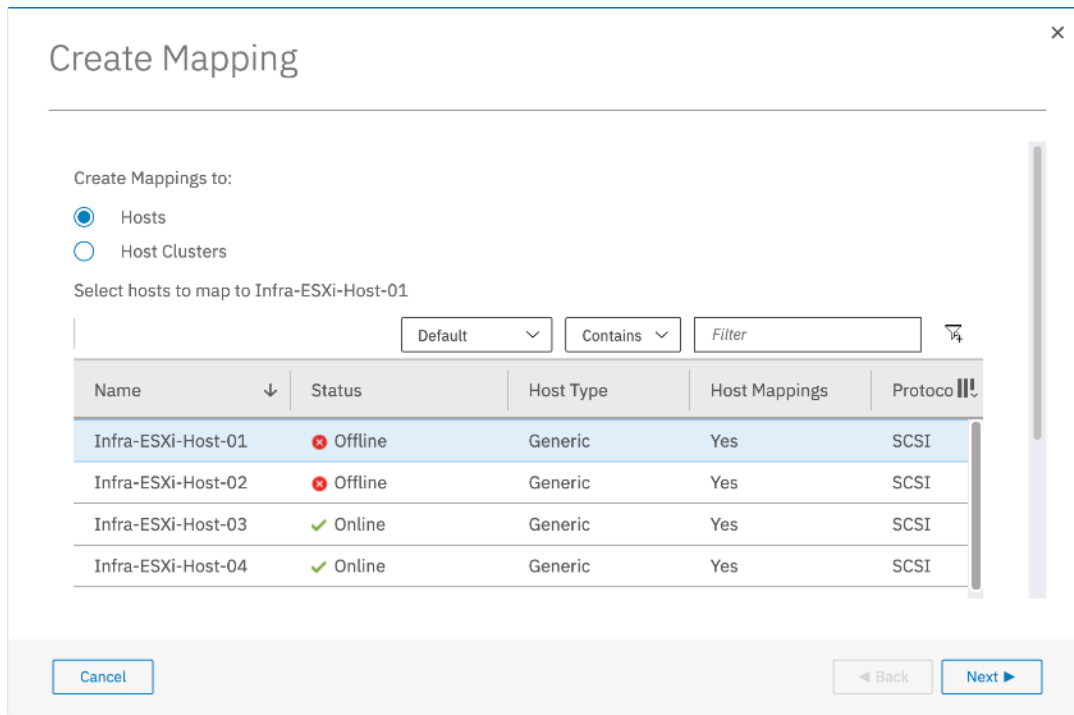 Create Mapping
Create Mappings to:
Hosts
Host Clusters
Select hosts to map to Infra-ESXi-Host-01
Default Contains Filter
Name Status Host Type Host Mappings Protoco
Infra-ESXi-Host-01 Offline Generic Yes SCSI
Infra-ESXi-Host-02 Offline Generic Yes SCSI
Infra-ESXi-Host-03 Online Generic Yes SCSI
Infra-ESXi-Host-04 Online Generic Yes SCSI
Cancel Back Next